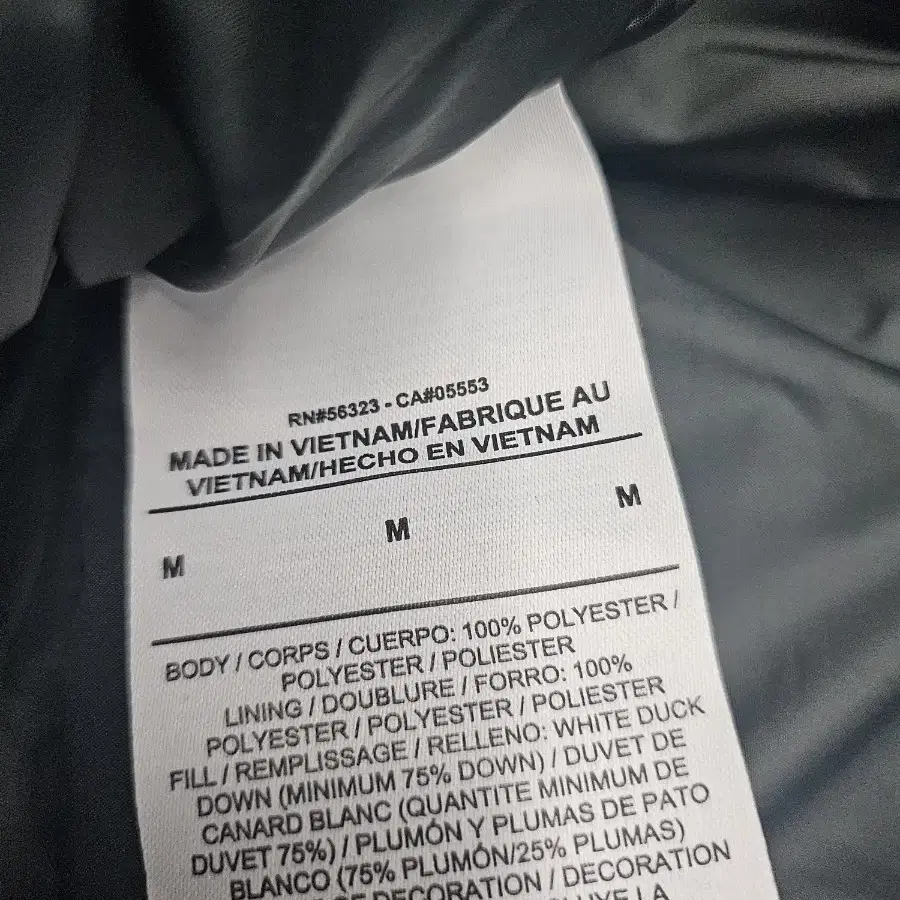 RN#56323 - CA#05553
MADE IN VIETNAM/FABRIQUE AU
VIETNAM/HECHO EN VIETNAM
M M M
BODY / CORPS / CUERPO: 100% POLYESTER /
POLYESTER / POLIESTER
LINING / DOUBLURE / FORRO: 100%
POLYESTER / POLYESTER / POLIESTER
FILL / REMPLISSAGE / RELLENO: WHITE DUCK
DOWN (MINIMUM 75% DOWN) / DUVET DE
CANARD BLANC (QUANTITE MINIMUM DE
DUVET 75%) / PLUMÓN Y PLUMAS DE PATO
BLANCO (75% PLUMÓN/25% PLUMAS)
DECORATION / DECORATION
LA